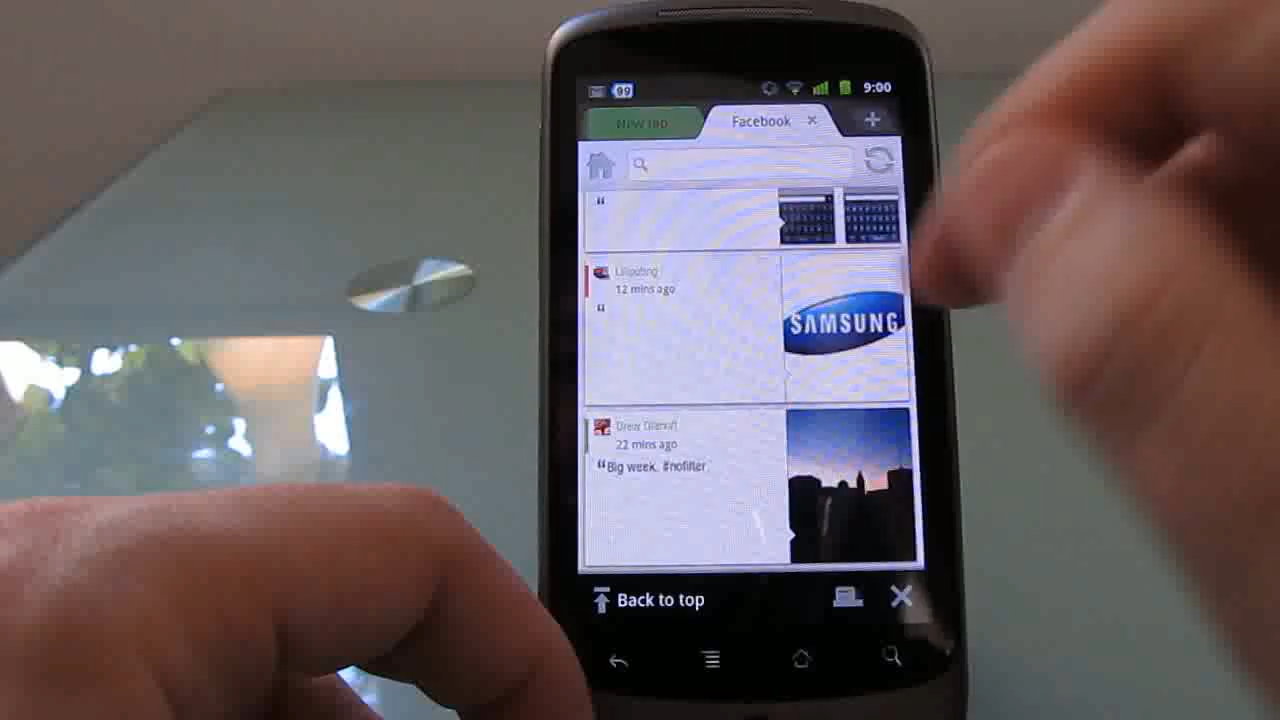 99
9:00
New tab
Facebook
Liliputing
12 mins ago
“
SAMSUNG
22 mins ago
“Big week. #nofilter
Back to top